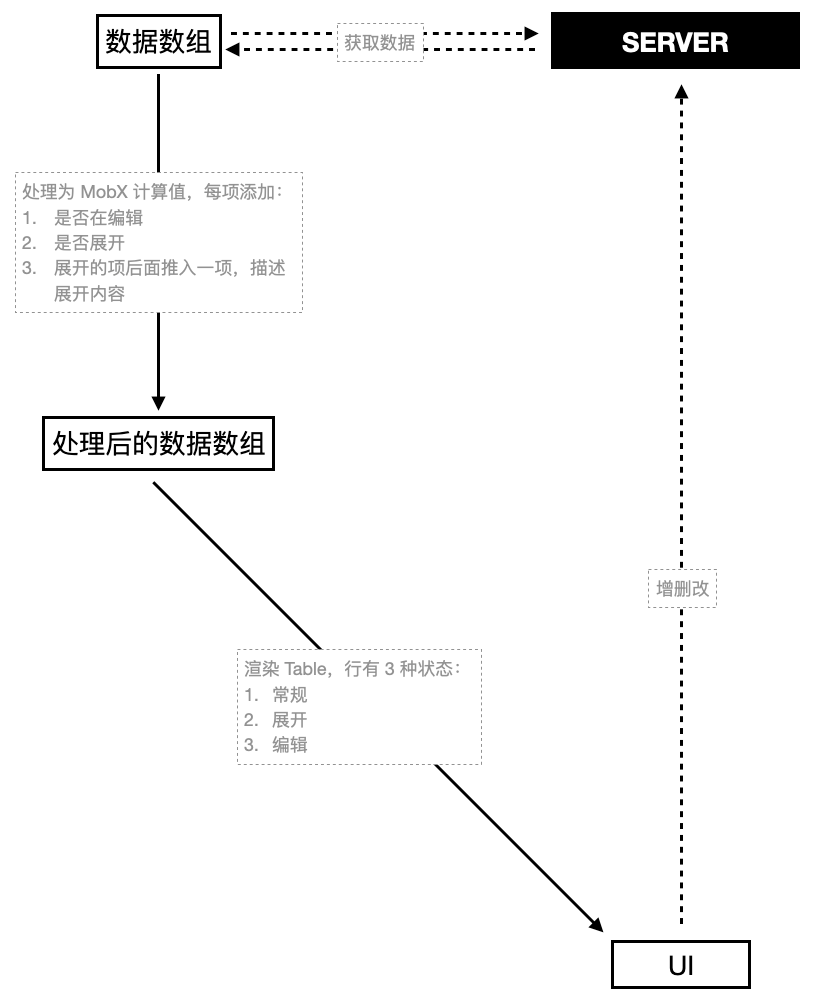 数据数组
获取数据
SERVER
处理为 MobX 计算值，每项添加：
1. 是否在编辑
2. 是否展开
3. 展开的项后面推入一项，描述
展开内容
处理后的数据数组
增删改
渲染 Table，行有 3 种状态：
1. 常规
2. 展开
3. 编辑
UI